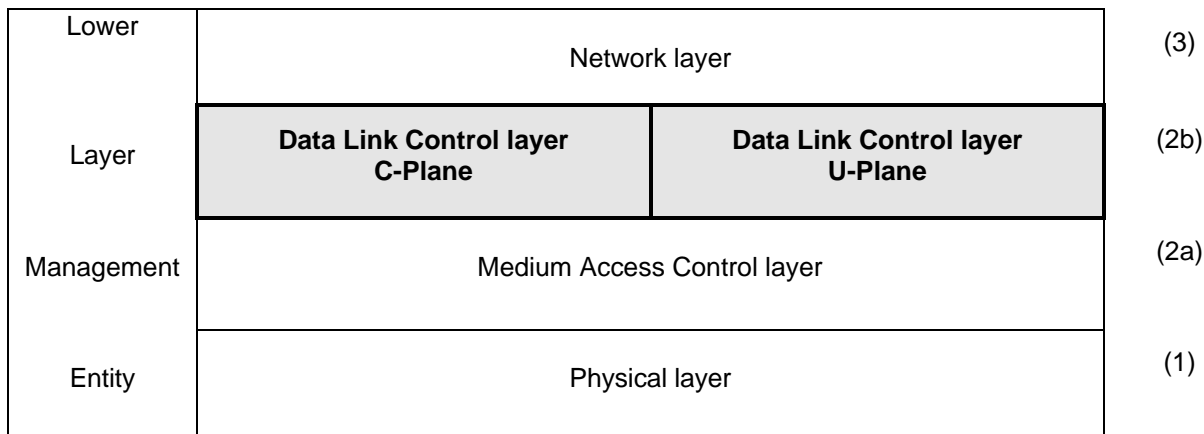 Lower
Network layer
(3)
Layer
Data Link Control layer
C-Plane
Data Link Control layer
U-Plane
(2b)
Management
Medium Access Control layer
(2a)
Entity
Physical layer
(1)